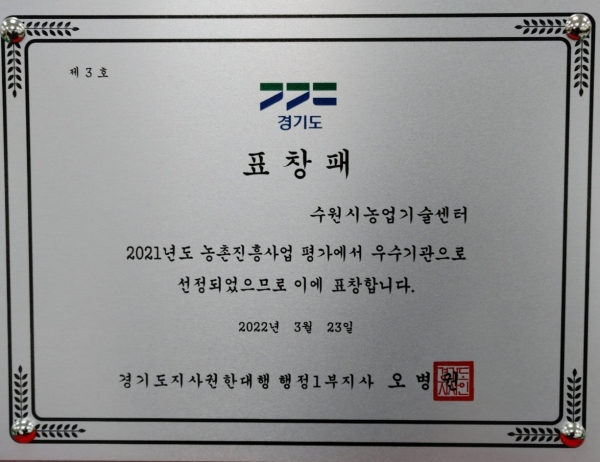 제 3 호
경기도
표 창 패
수원시농업기술센터
2021년도 농촌진흥사업 평가에서 우수기관으로
선정되었으므로 이에 표창합니다.
2022년 3월 23일
경기도지사권한대행 행정1부지사 오 병 권